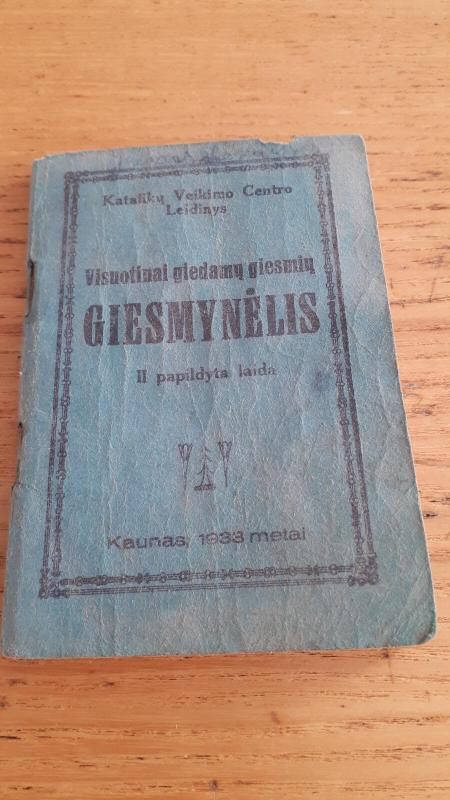 Katalikų Veikimo Centro
Leidinys
Visuotinai giedamų giesmių
GIESMYNĖLIS
II papildyta laida
Kaunas, 1933 metai